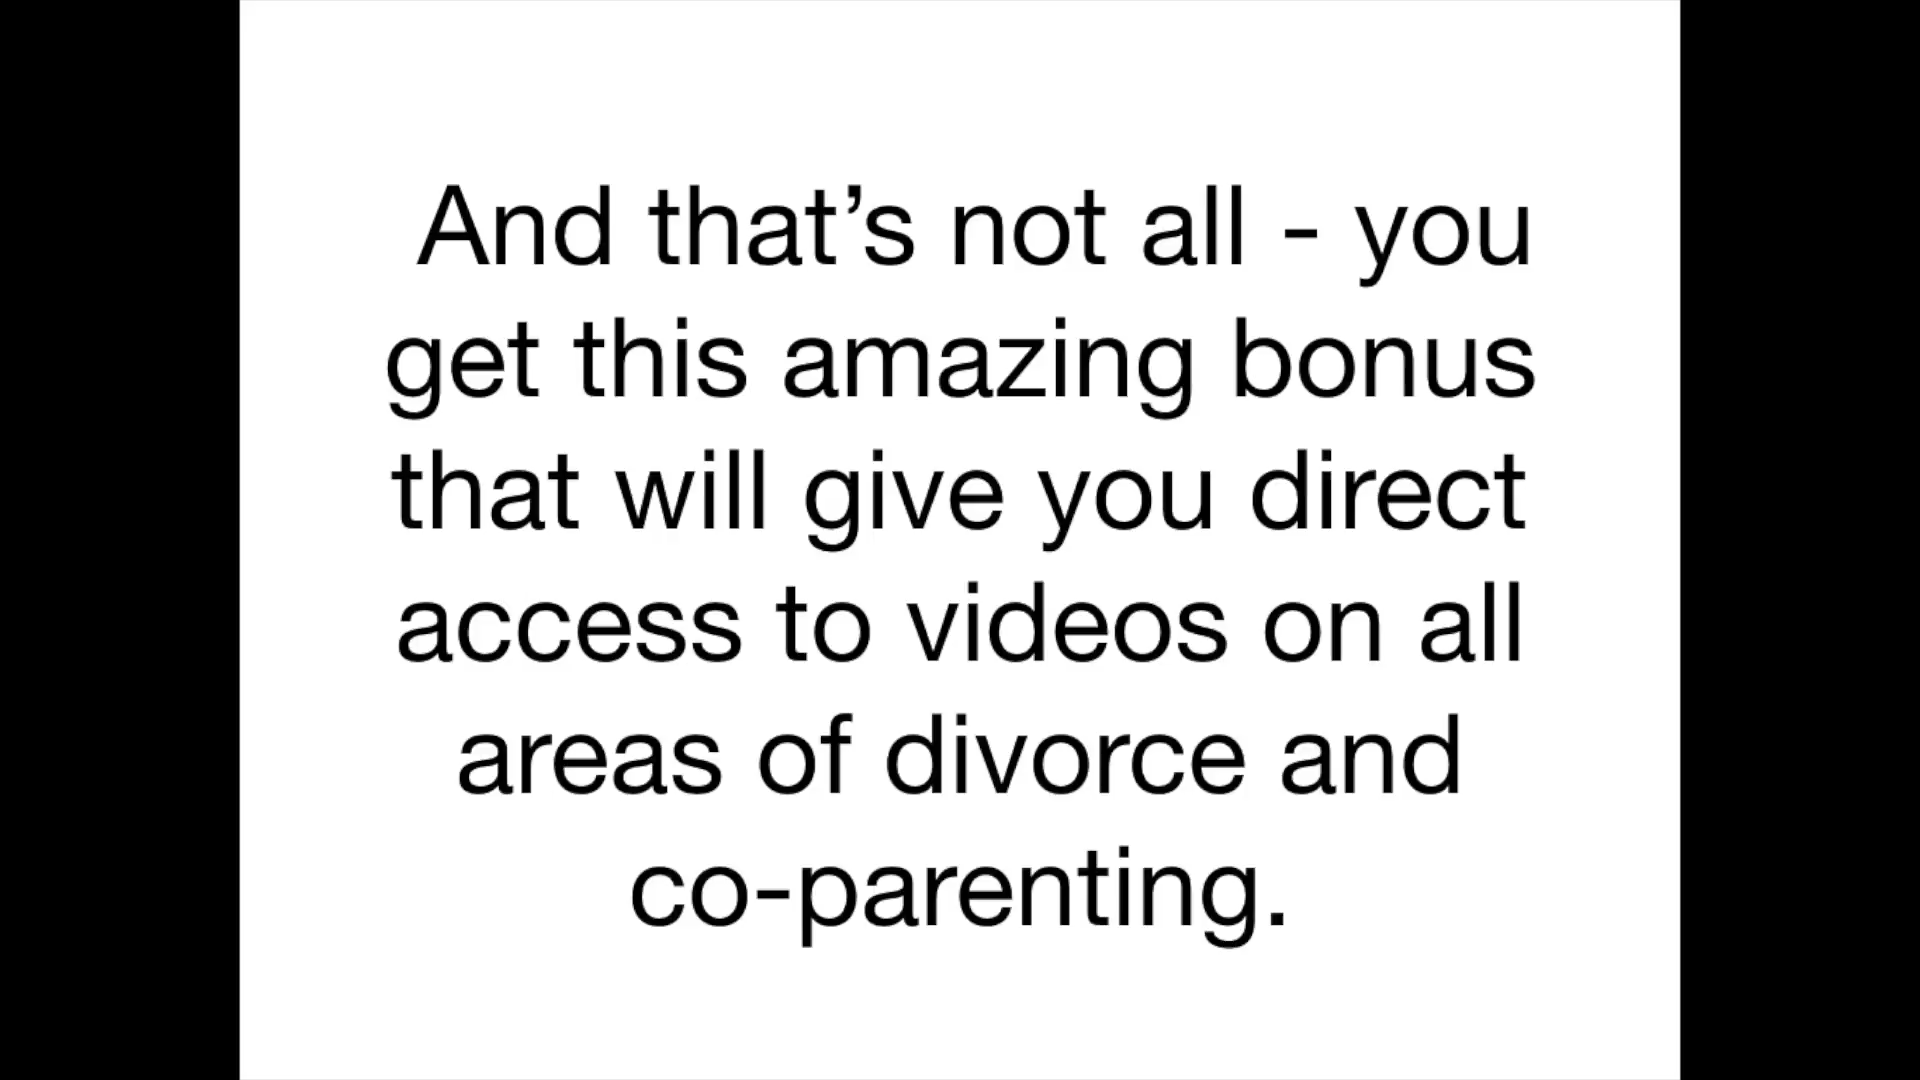 And that’s not all - you
get this amazing bonus
that will give you direct
access to videos on all
areas of divorce and
co-parenting.